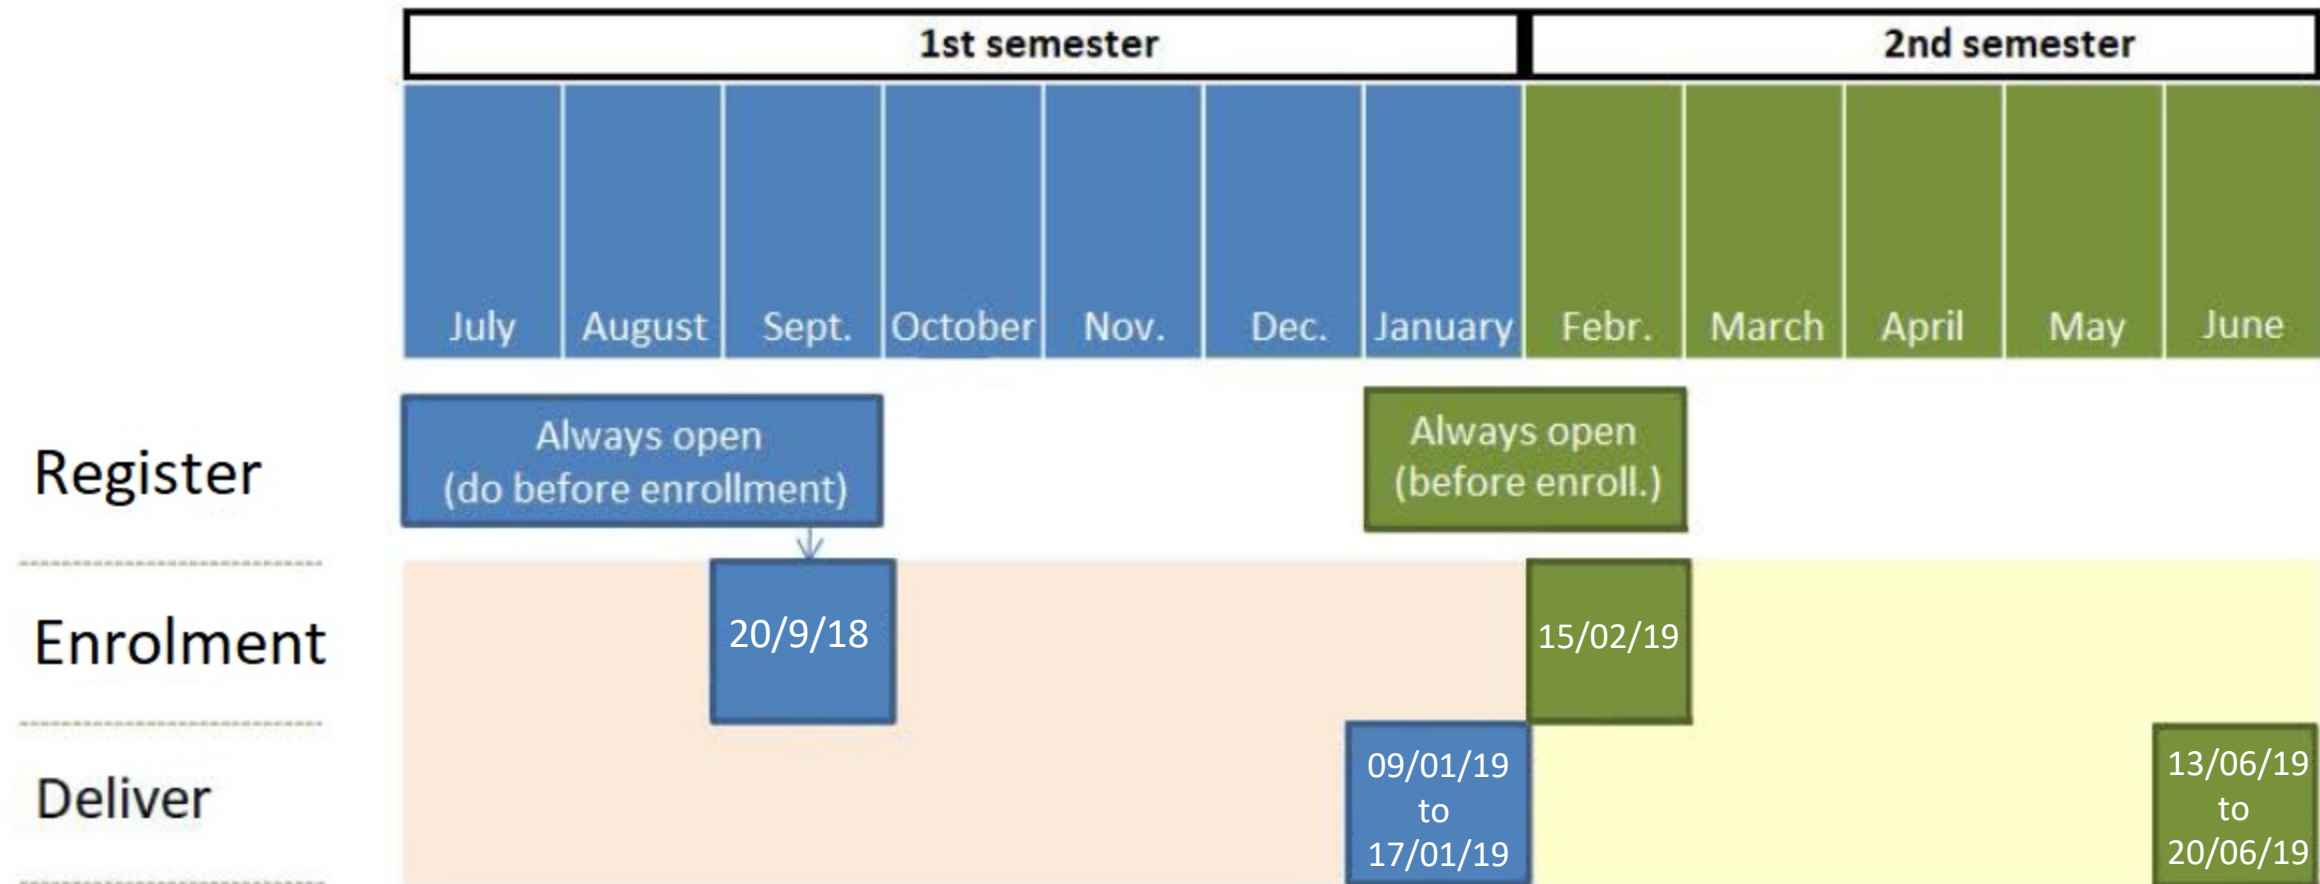 1st semester
2nd semester
July
August
Sept.
October
Nov.
Dec.
January
Febr.
March
April
May
June
Register
Always open
(do before enrollment)
Always open
(before enroll.)
Enrolment
20/9/18
15/02/19
Deliver
09/01/19
to
17/01/19
13/06/19
to
20/06/19